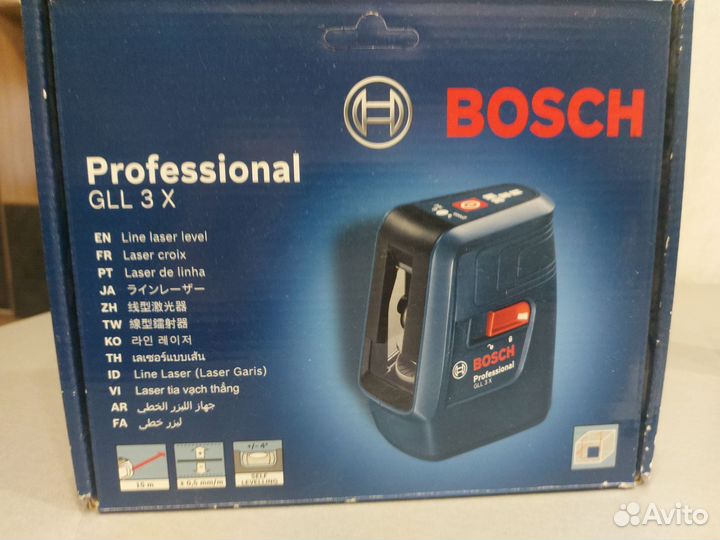 BOSCH
Professional
GLL 3 X
EN Line laser level
FR Laser croix
PT Laser de linha
JA ラインレーザー
ZH 线型激光器
TW 線型鐳射器
KO 라인 레이저
TH เลเซอร์แบบเส้น
ID Line Laser (Laser Garis)
VI Laser tia vạch thẳng
AR جهاز الليزر الخطي
FA ليزر خطی
BOSCH
Professional
GLL 3 X
15 m
± 0,5 mm/m
+/- 4°
SELF
LEVELLING
Avito